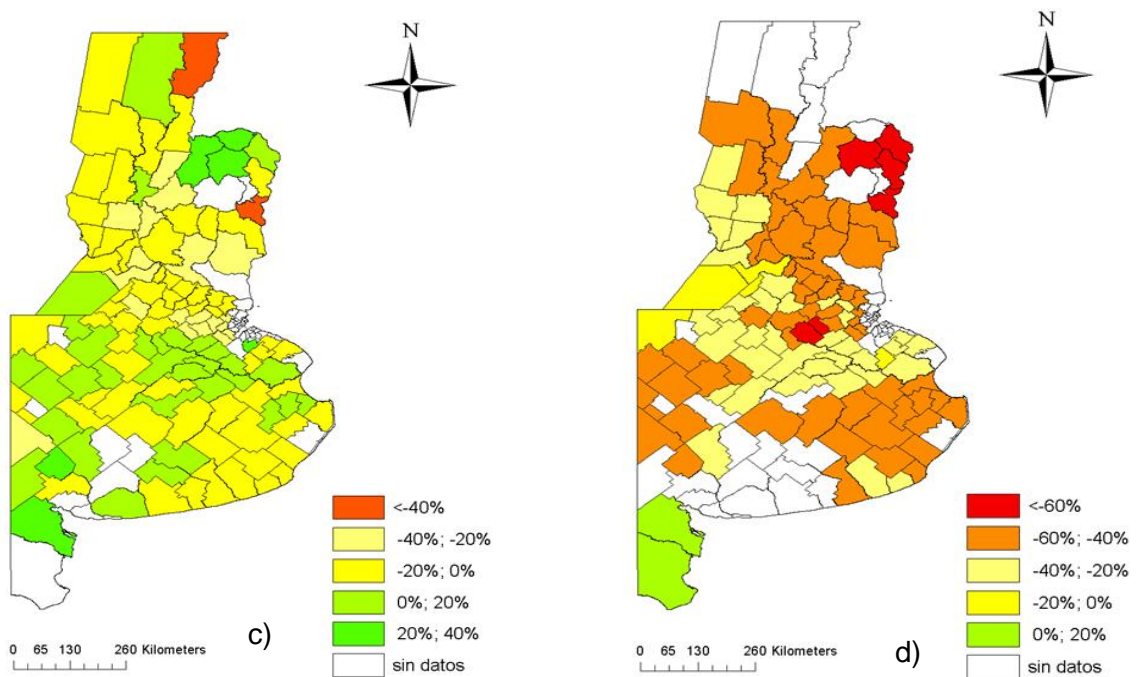 N
<-40%
-40%; -20%
-20%; 0%
0%; 20%
20%; 40%
sin datos
0 65 130 260 Kilometers
c)
N
<-60%
-60%; -40%
-40%; -20%
-20%; 0%
0%; 20%
sin datos
0 65 130 260 Kilometers
d)